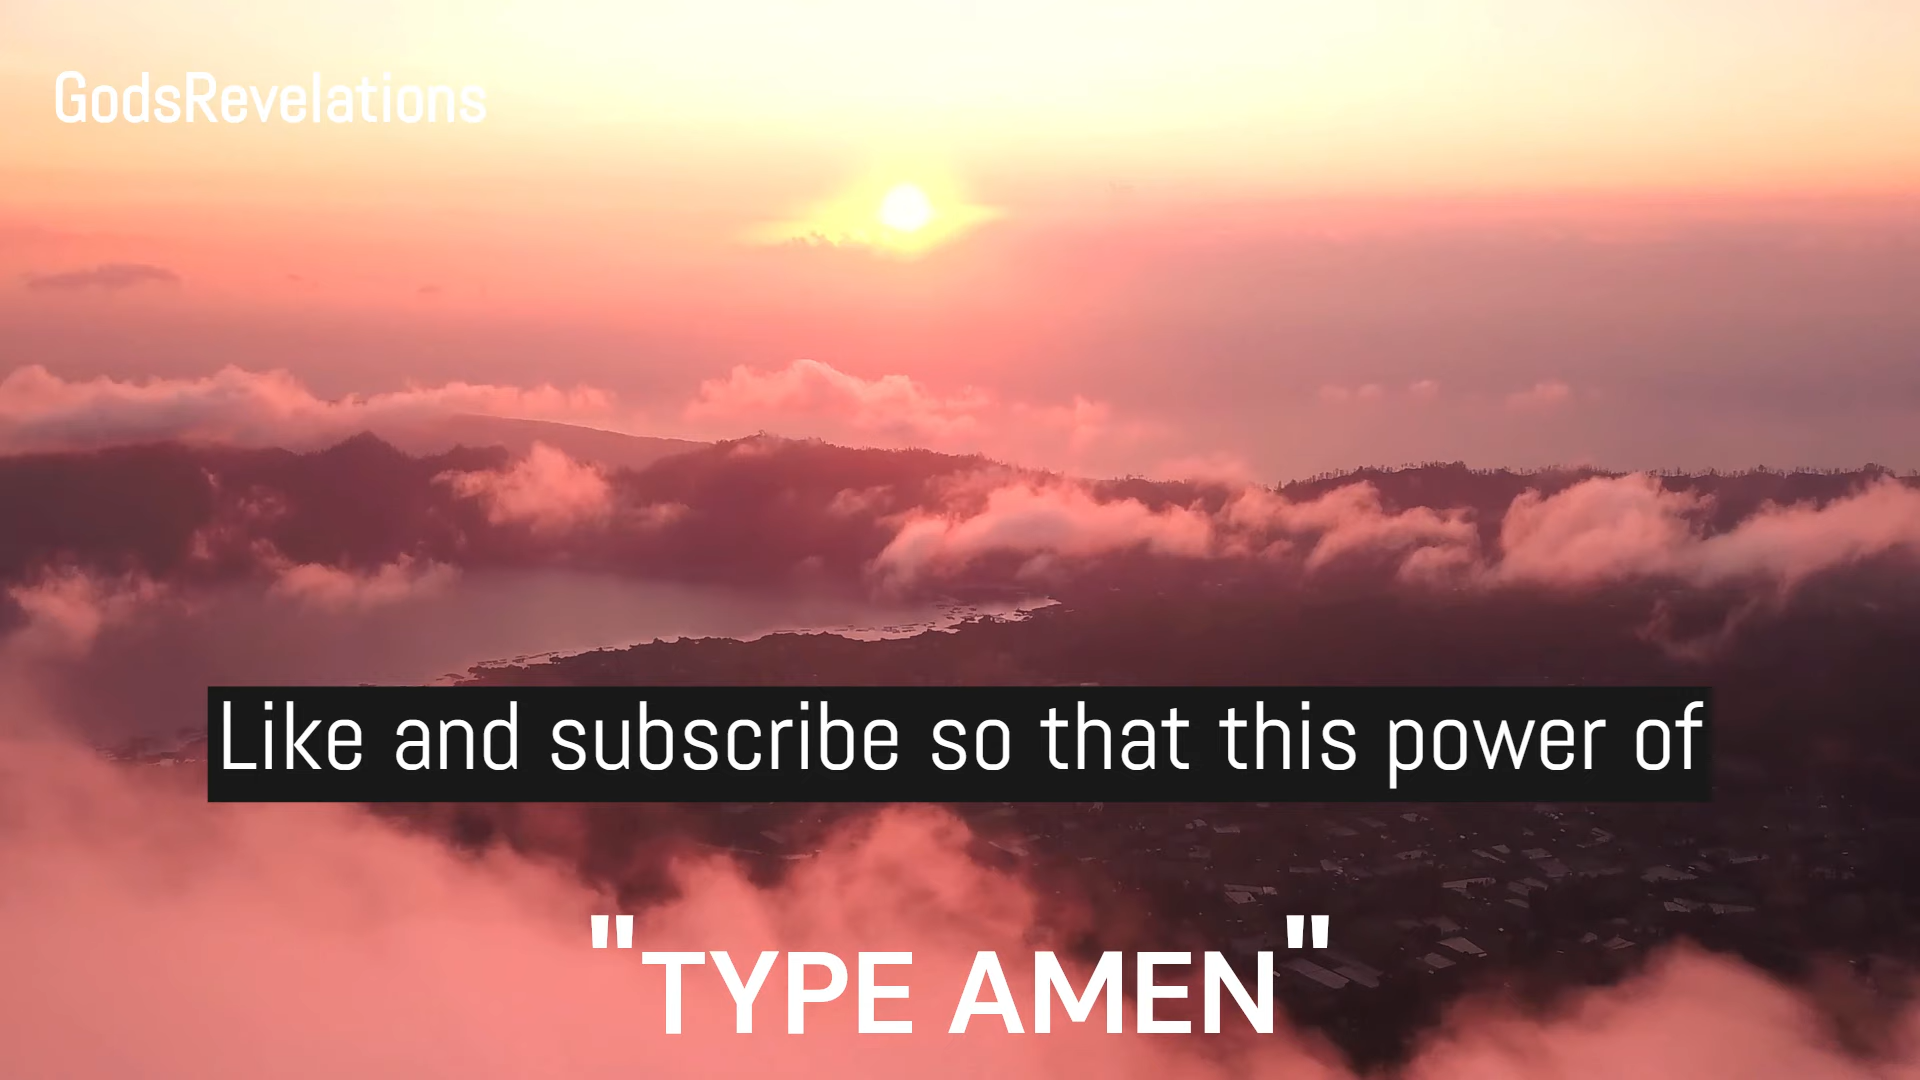 GodsRevelations
Like and subscribe so that this power of
"TYPE AMEN"